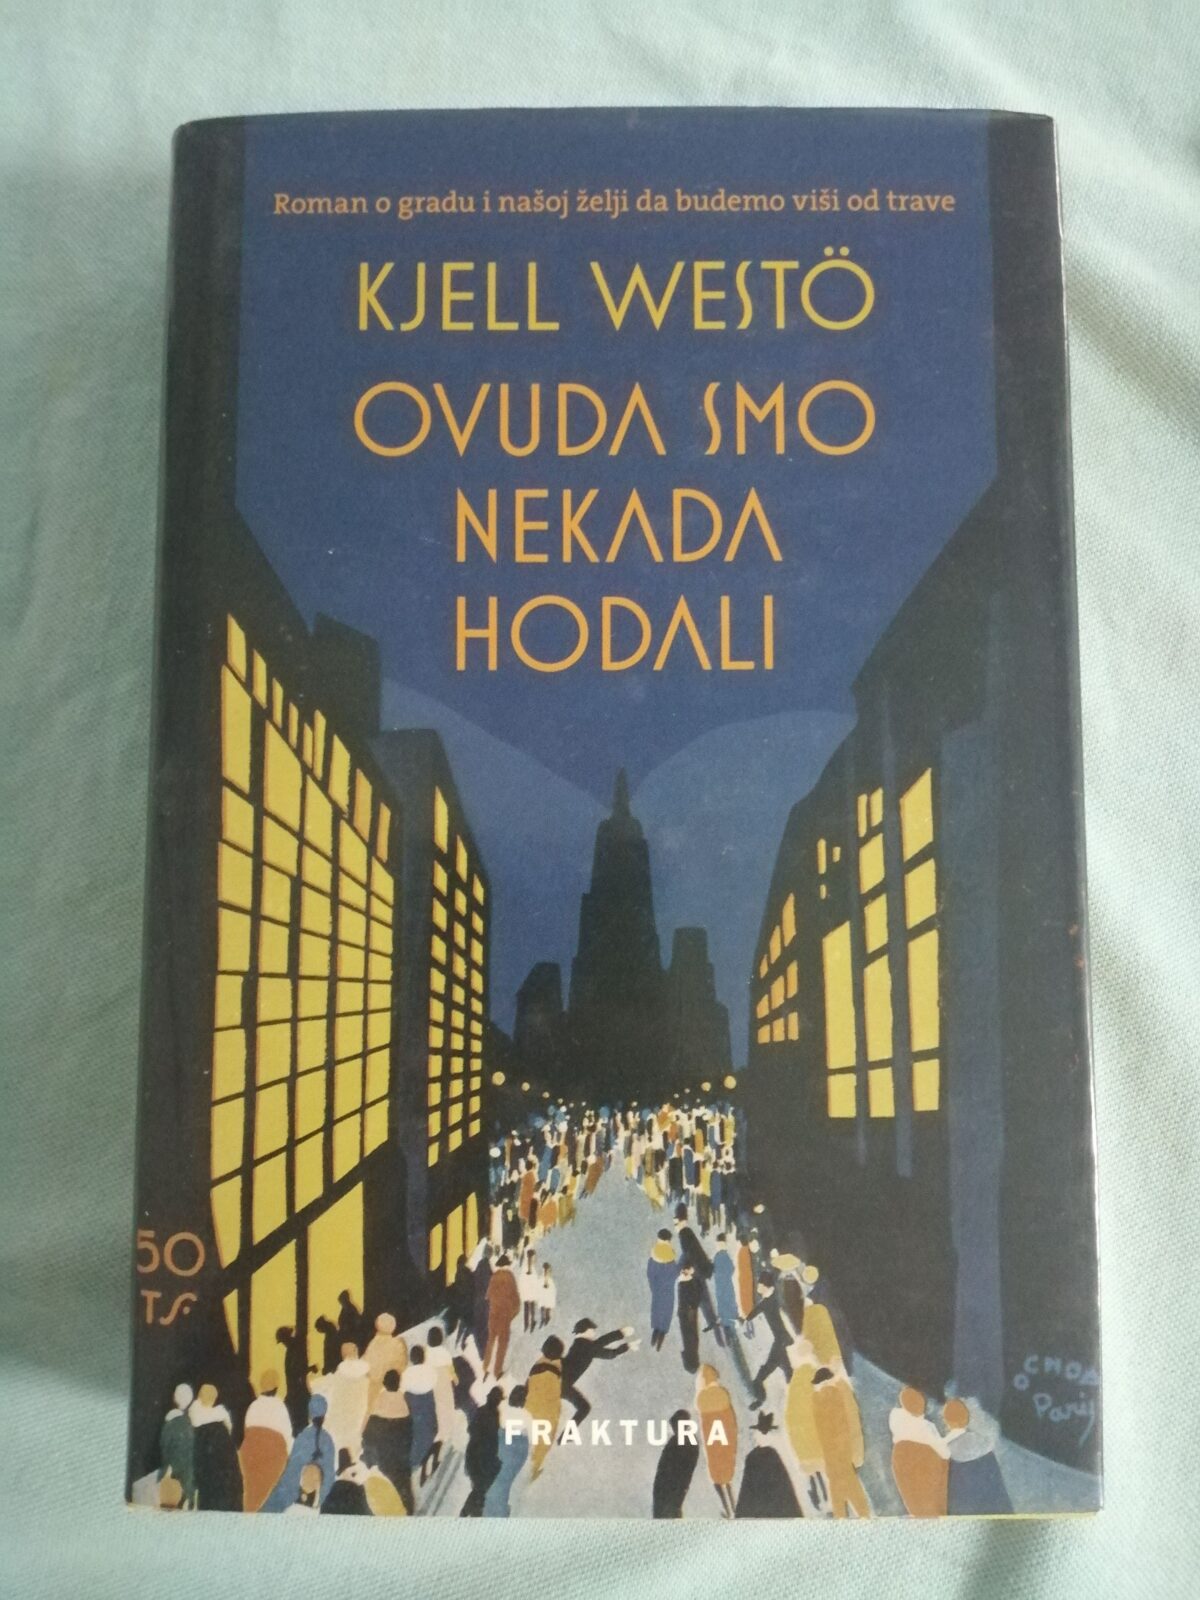 Roman o gradu i našoj želji da budemo viši od trave
KJELL WESTÖ
OVUDA SMO
NEKADA
HODALI
50
TS.
OCHOA
Paris
FRAKTURA